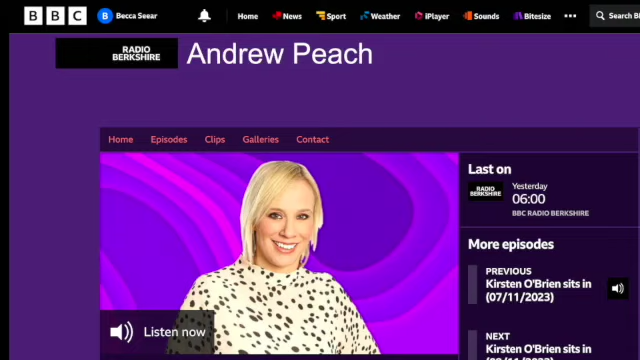 BBC
B Becca Seear
Home
News
Sport
Weather
iPlayer
Sounds
Bitesize
Search
RADIO
BERKSHIRE
Andrew Peach
Home
Episodes
Clips
Galleries
Contact
Listen now
Last on
RADIO
BERKSHIRE
Yesterday
06:00
BBC RADIO BERKSHIRE
More episodes
PREVIOUS
Kirsten O'Brien sits in
(07/11/2023)
NEXT
Kirsten O'Brien sits in